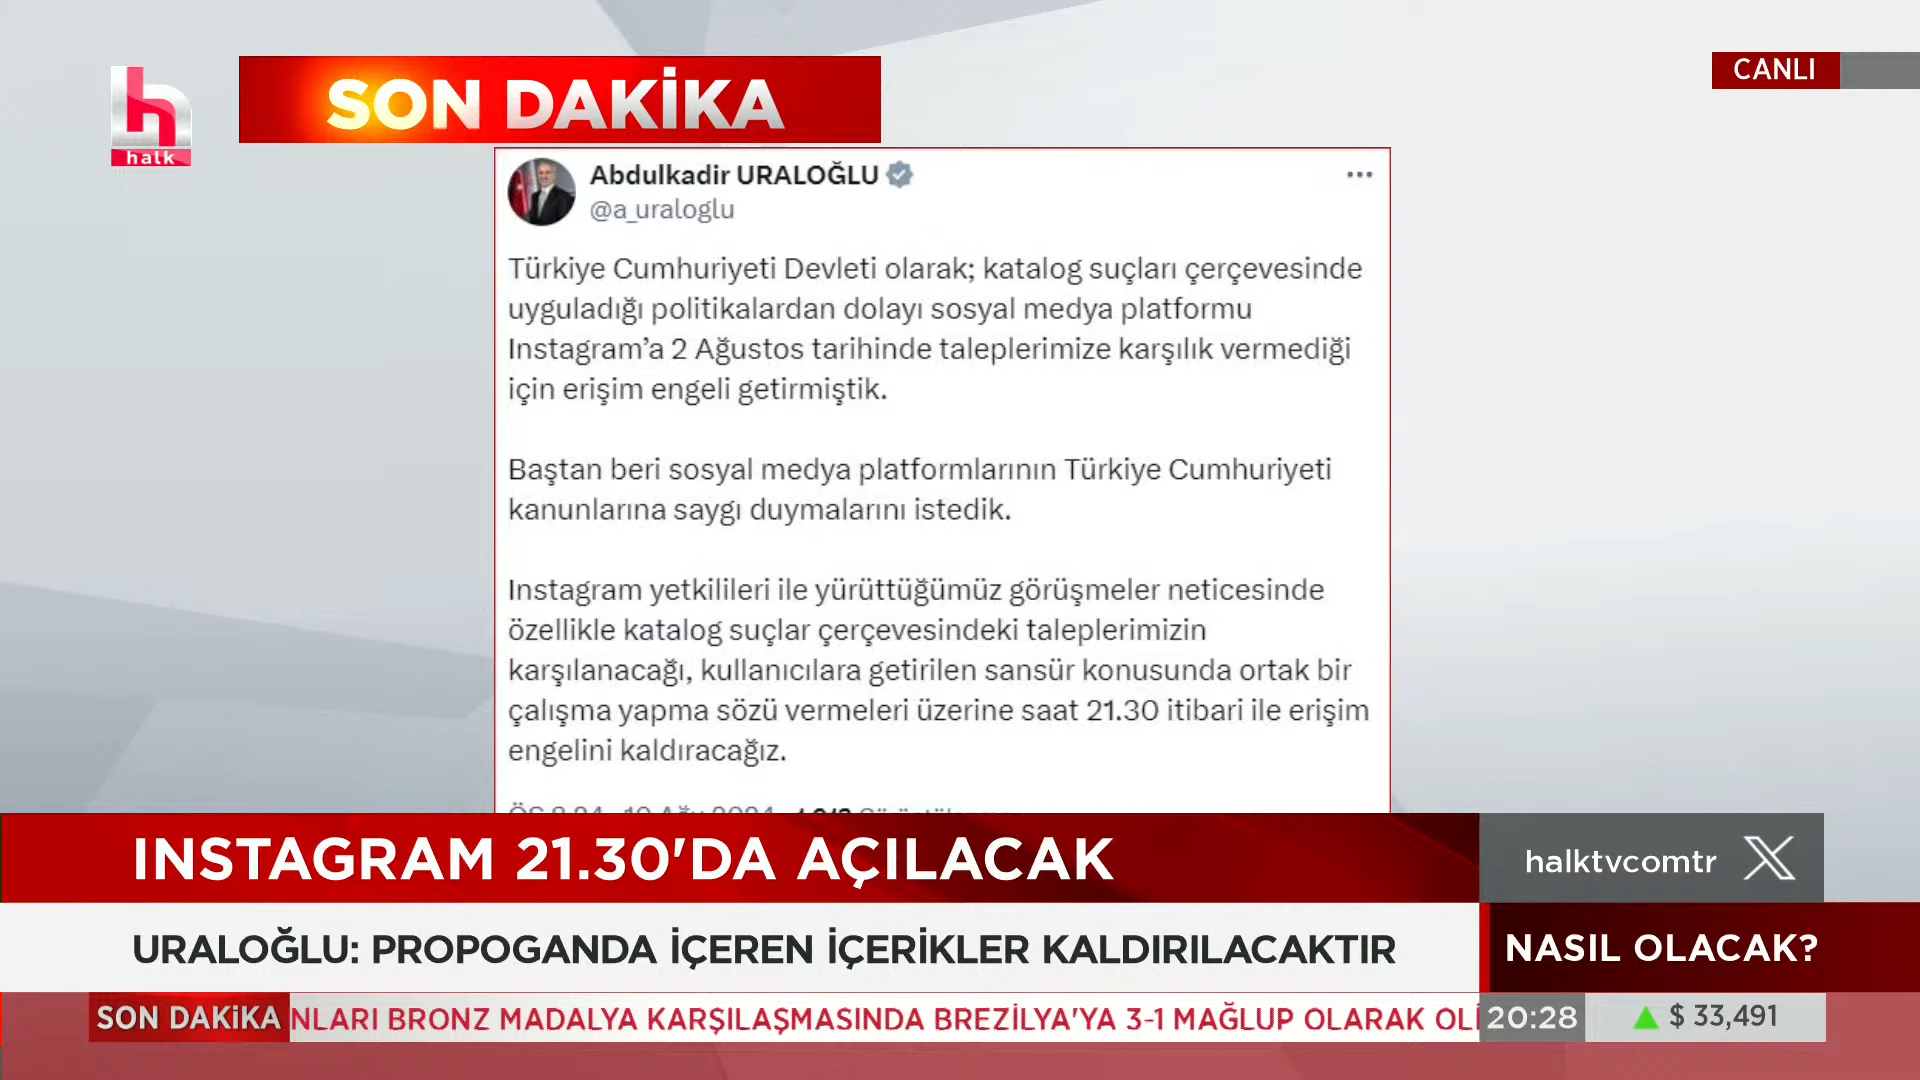 h
halk
SON DAKİKA
CANLI
Abdulkadir URALOĞLU
@a_uraloglu
Türkiye Cumhuriyeti Devleti olarak; katalog suçları çerçevesinde
uyguladığı politikalardan dolayı sosyal medya platformu
Instagram’a 2 Ağustos tarihinde taleplerimize karşılık vermediği
için erişim engeli getirmiştik.
Baştan beri sosyal medya platformlarının Türkiye Cumhuriyeti
kanunlarına saygı duymalarını istedik.
Instagram yetkilileri ile yürüttüğümüz görüşmeler neticesinde
özellikle katalog suçlar çerçevesindeki taleplerimizin
karşılanacağı, kullanıcılara getirilen sansür konusunda ortak bir
çalışma yapma sözü vermeleri üzerine saat 21.30 itibari ile erişim
engelini kaldıracağız.
INSTAGRAM 21.30'DA AÇILACAK
halktvcomtr X
URALOĞLU: PROPOGANDA İÇEREN İÇERİKLER KALDIRILACAKTIR
NASIL OLACAK?
SON DAKİKA NLARI BRONZ MADALYA KARŞILAŞMASINDA BREZİLYA'YA 3-1 MAĞLUP OLARAK OLİ 20:28 $ 33,491